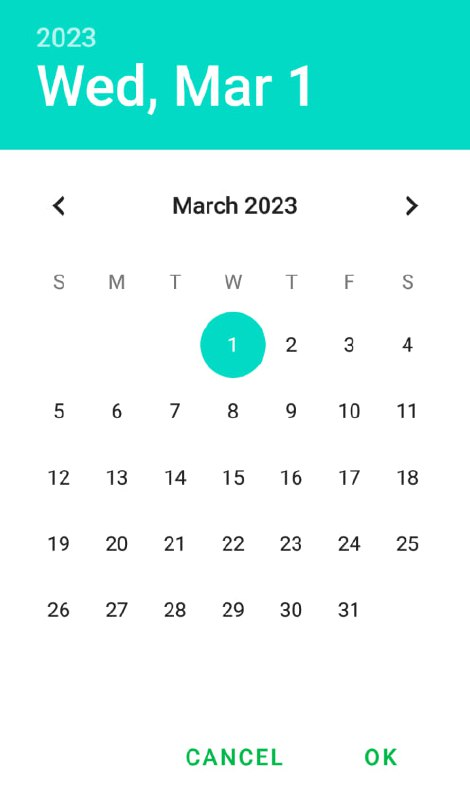 2023
Wed, Mar 1
March 2023
S M T W T F S
1 2 3 4
5 6 7 8 9 10 11
12 13 14 15 16 17 18
19 20 21 22 23 24 25
26 27 28 29 30 31
CANCEL OK